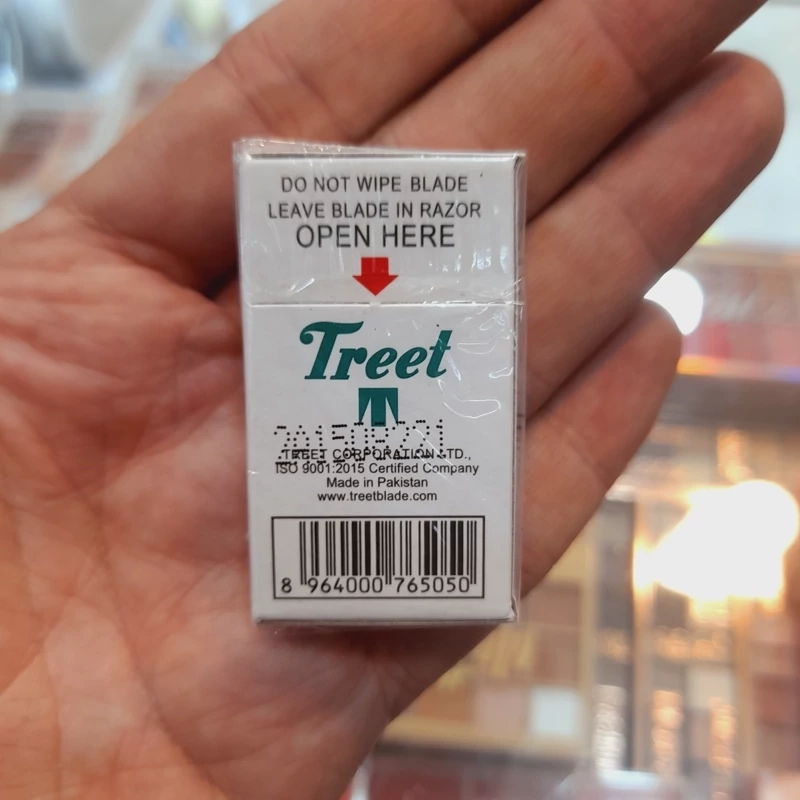 DO NOT WIPE BLADE
LEAVE BLADE IN RAZOR
OPEN HERE
Treet
TREET CORPORATION LTD.,
ISO 9001:2015 Certified Company
Made in Pakistan
www.treetblade.com
8 964000 765050